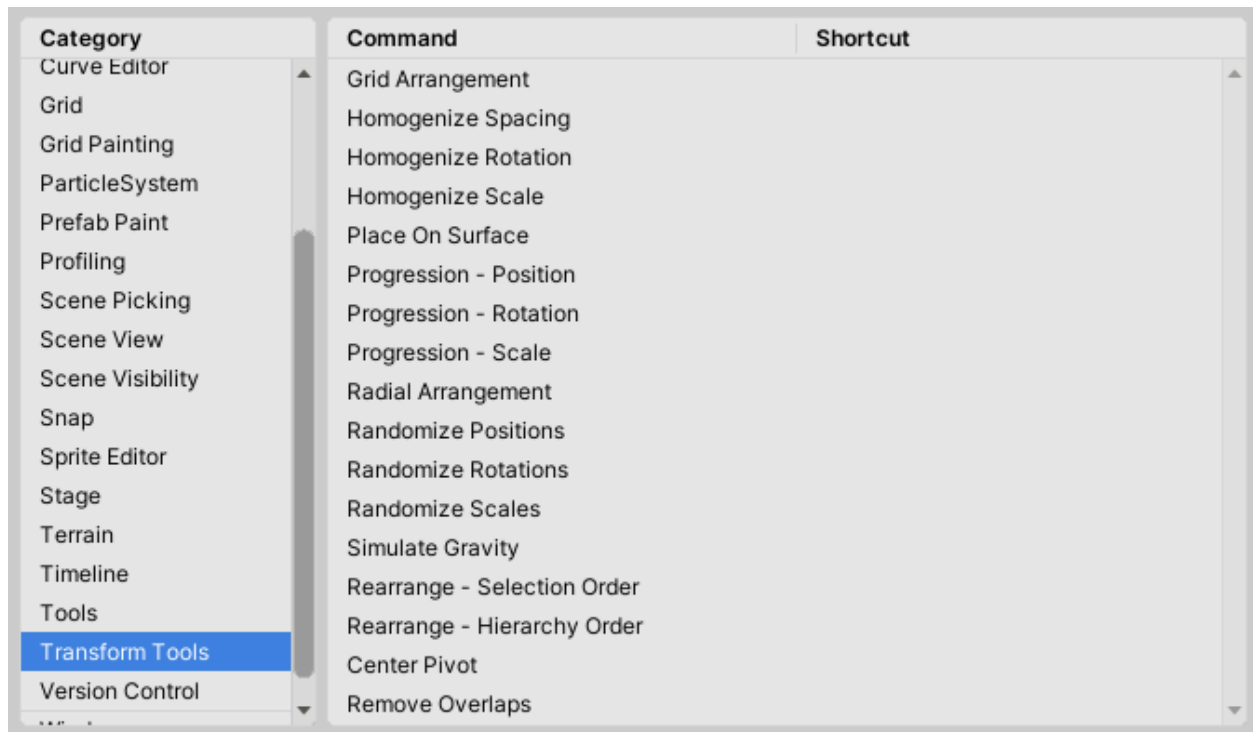 Category
Curve Editor
Grid
Grid Painting
ParticleSystem
Prefab Paint
Profiling
Scene Picking
Scene View
Scene Visibility
Snap
Sprite Editor
Stage
Terrain
Timeline
Tools
Transform Tools
Version Control
Command Shortcut
Grid Arrangement
Homogenize Spacing
Homogenize Rotation
Homogenize Scale
Place On Surface
Progression - Position
Progression - Rotation
Progression - Scale
Radial Arrangement
Randomize Positions
Randomize Rotations
Randomize Scales
Simulate Gravity
Rearrange - Selection Order
Rearrange - Hierarchy Order
Center Pivot
Remove Overlaps